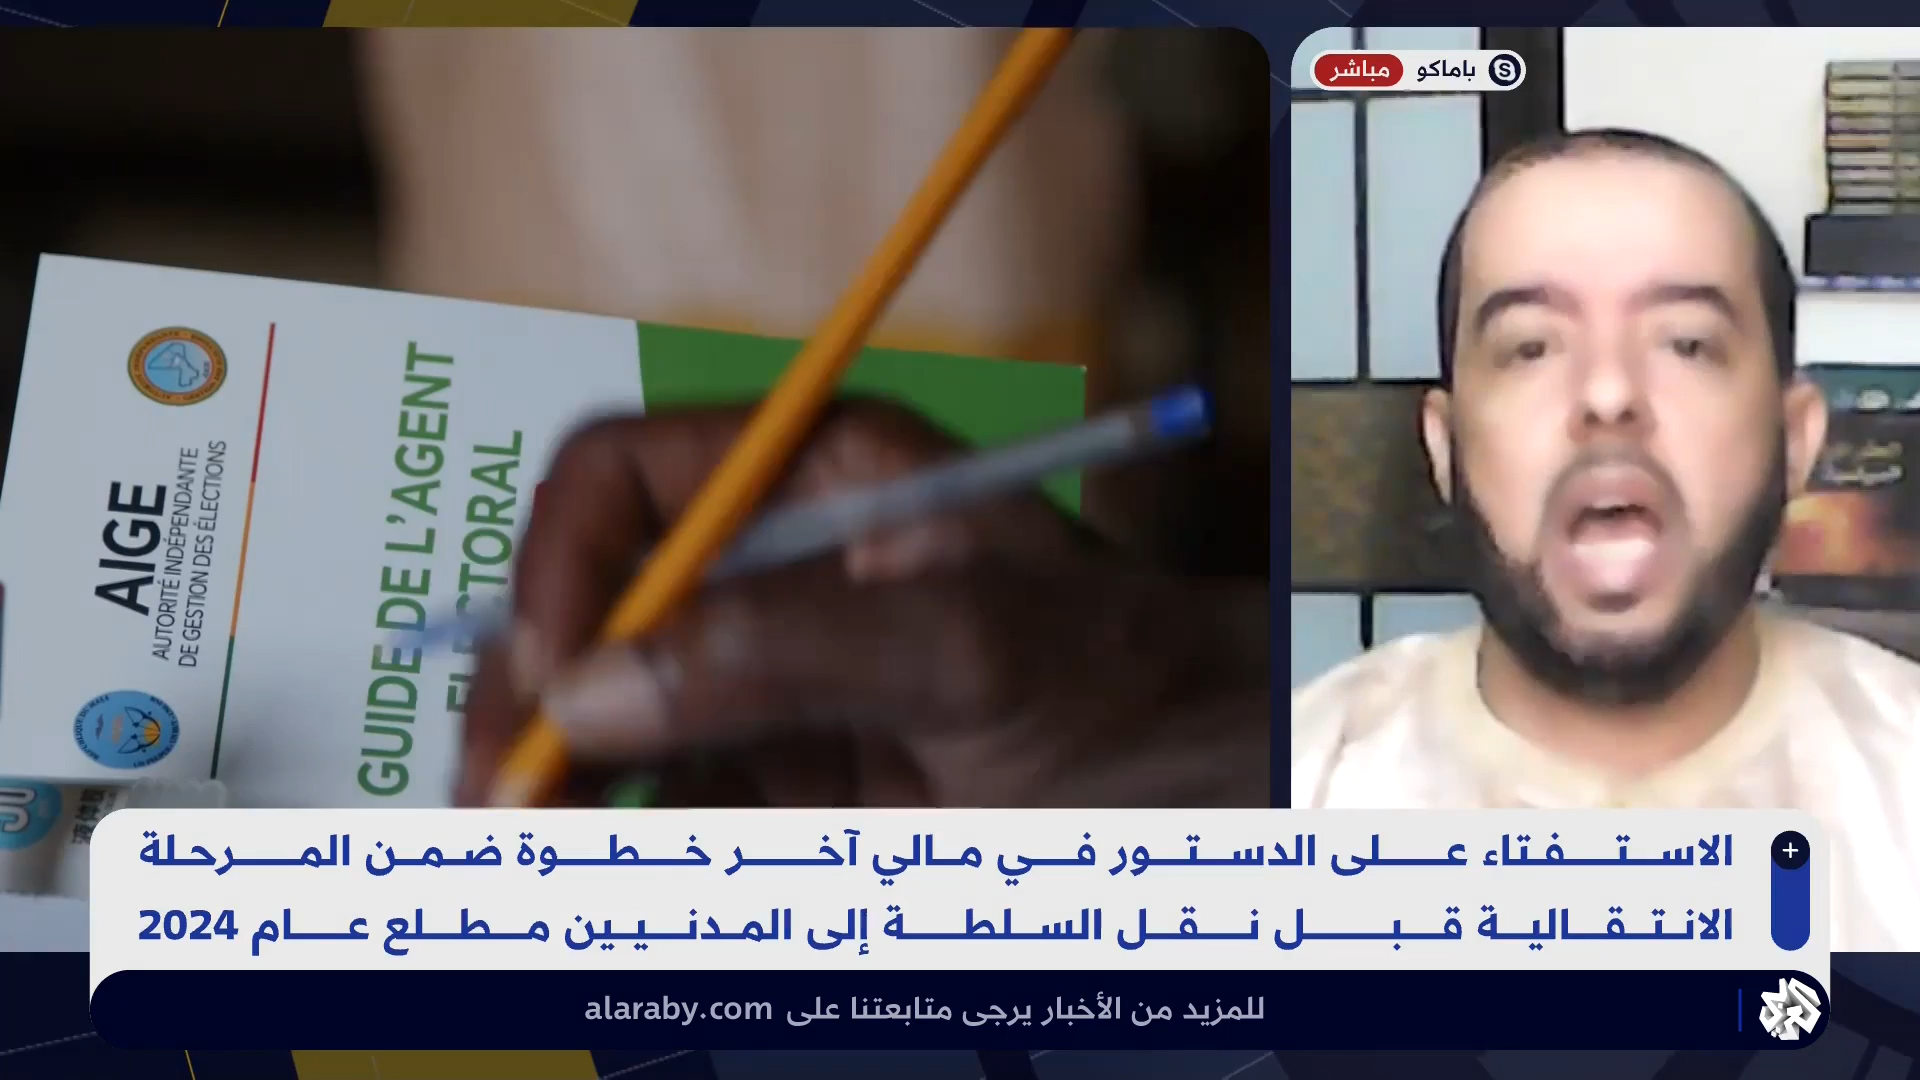 باماكو مباشر
AIGE
AUTORITÉ INDÉPENDANTE
DE GESTION DES ÉLECTIONS
GUIDE DE L'AGENT
ELECTORAL
الاستفتاء على الدستور في مالي آخر خطوة ضمن المرحلة
الانتقالية قبل نقل السلطة إلى المدنيين مطلع عام 2024
للمزيد من الأخبار يرجى متابعتنا على alaraby.com